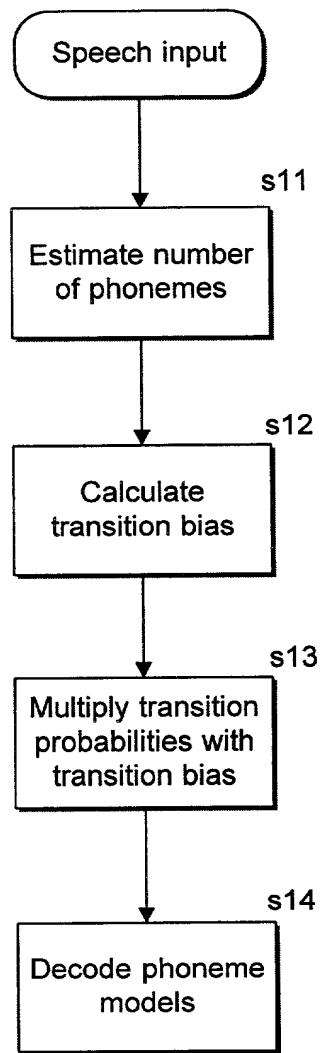 Speech input
s11
Estimate number
of phonemes
s12
Calculate
transition bias
s13
Multiply transition
probabilities with
transition bias
s14
Decode phoneme
models